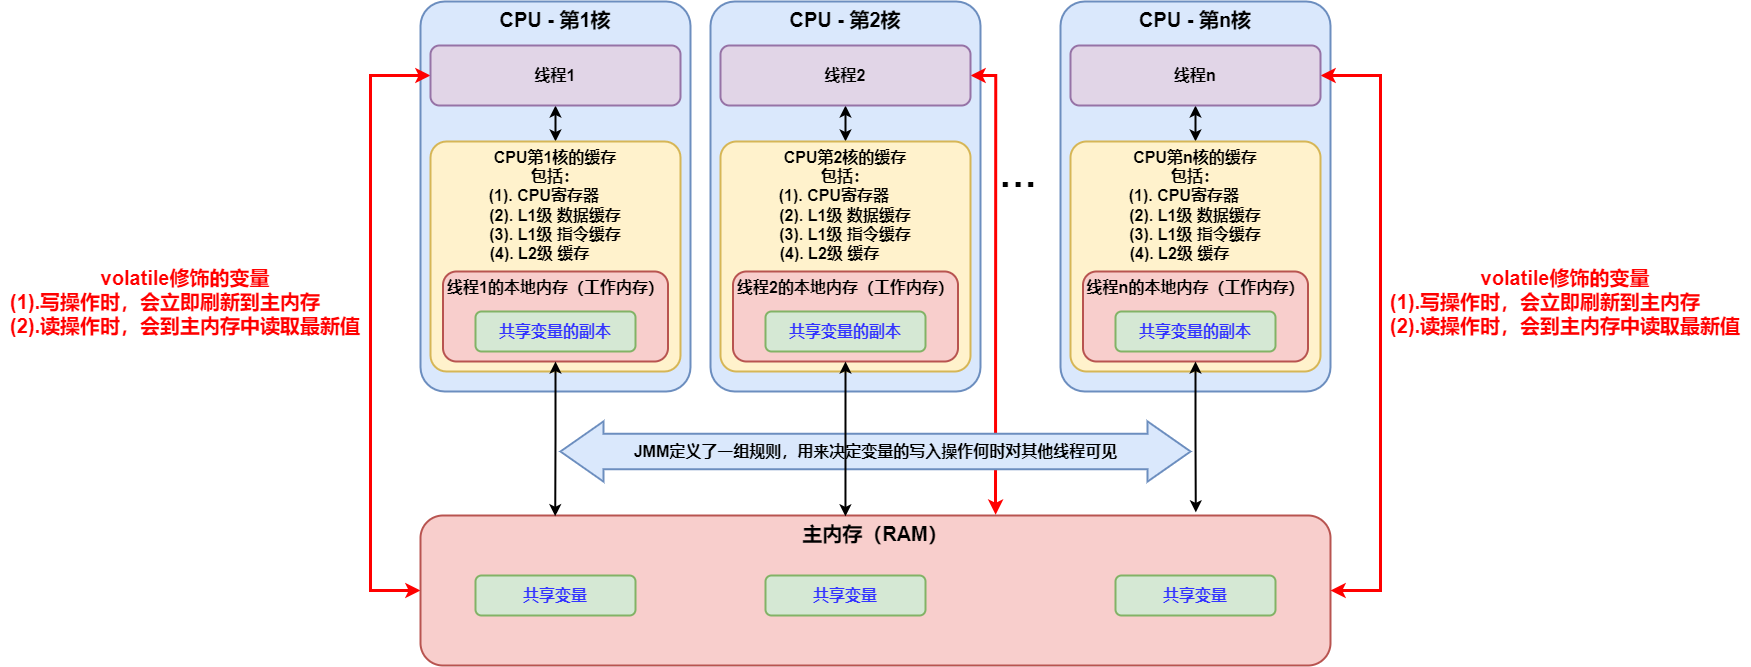 CPU - 第1核
线程1
CPU第1核的缓存
包括：
(1). CPU寄存器
(2). L1级 数据缓存
(3). L1级 指令缓存
(4). L2级 缓存
线程1的本地内存（工作内存）
共享变量的副本
CPU - 第2核
线程2
CPU第2核的缓存
包括：
(1). CPU寄存器
(2). L1级 数据缓存
(3). L1级 指令缓存
(4). L2级 缓存
线程2的本地内存（工作内存）
共享变量的副本
...
CPU - 第n核
线程n
CPU第n核的缓存
包括：
(1). CPU寄存器
(2). L1级 数据缓存
(3). L1级 指令缓存
(4). L2级 缓存
线程n的本地内存（工作内存）
共享变量的副本
volatile修饰的变量
(1).写操作时，会立即刷新到主内存
(2).读操作时，会到主内存中读取最新值
volatile修饰的变量
(1).写操作时，会立即刷新到主内存
(2).读操作时，会到主内存中读取最新值
JMM定义了一组规则，用来决定变量的写入操作何时对其他线程可见
主内存（RAM）
共享变量
共享变量
共享变量